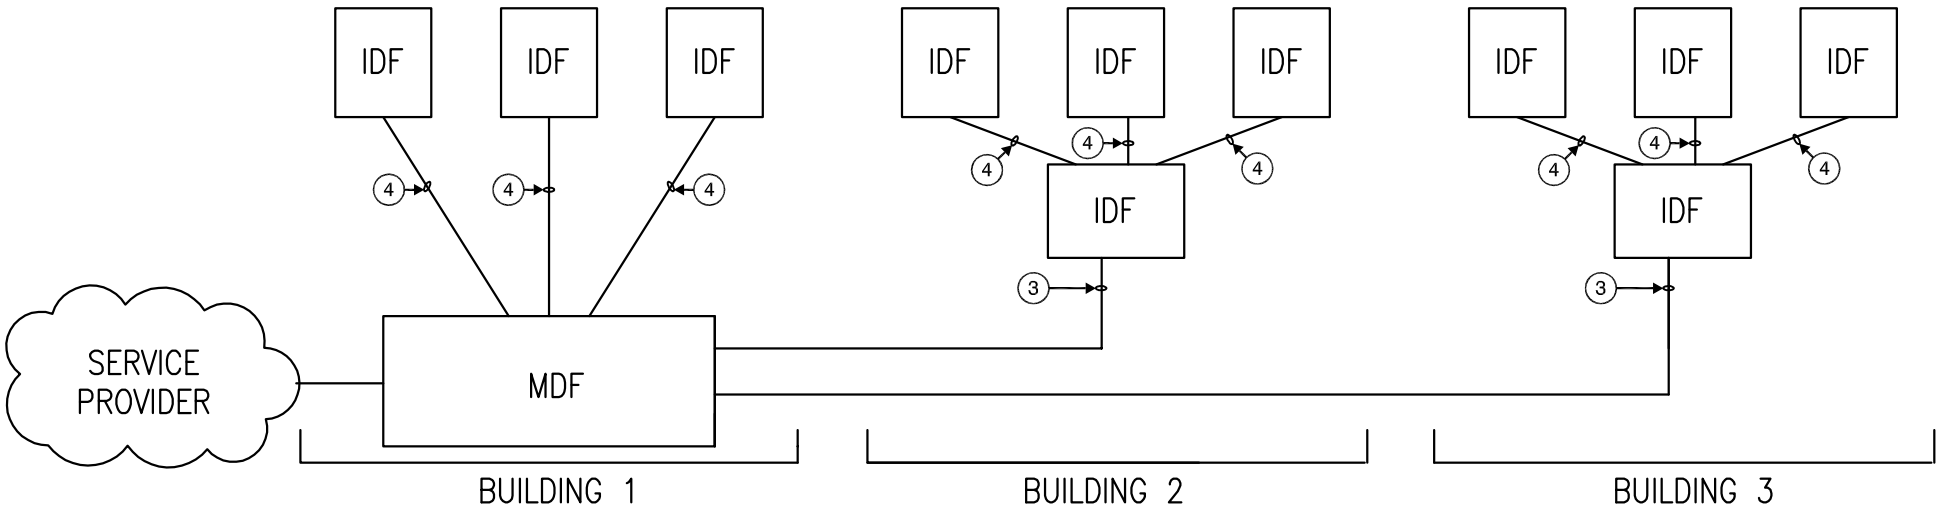 IDF IDF IDF IDF IDF IDF IDF IDF IDF
4 4 4
4 4 4
4 4 4
IDF IDF
3 3
SERVICE
PROVIDER
MDF
BUILDING 1 BUILDING 2 BUILDING 3